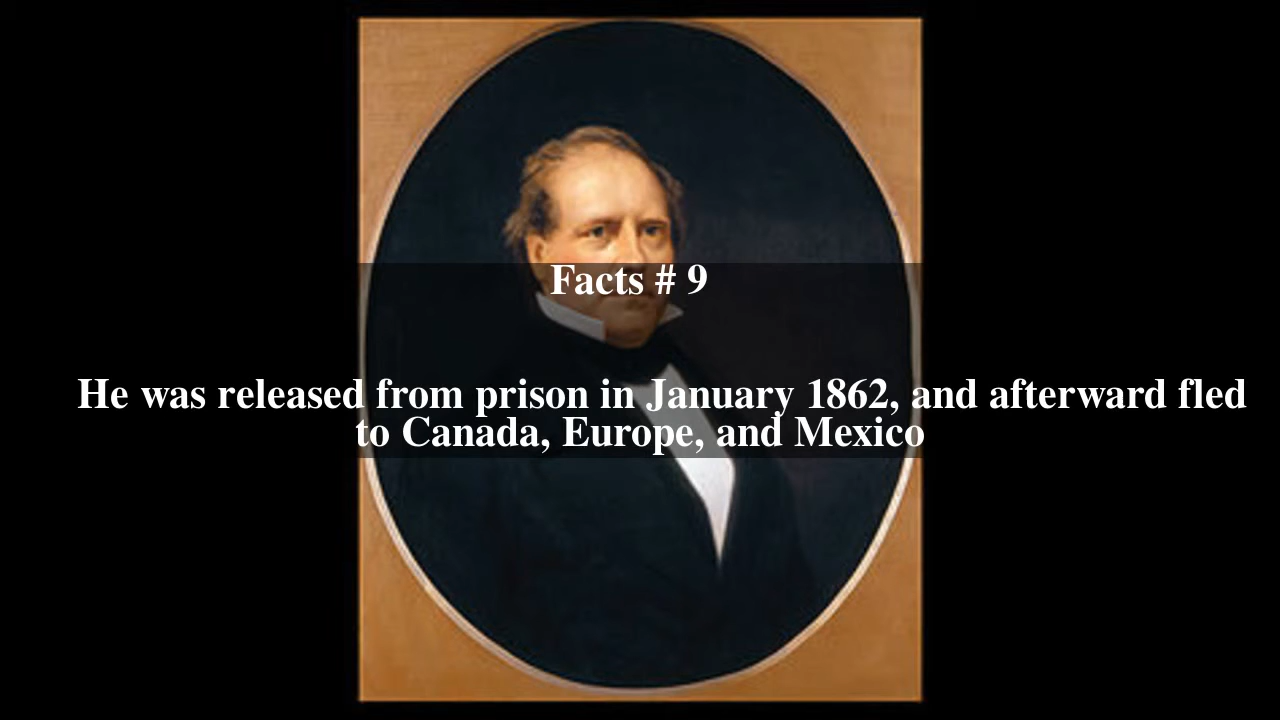 Facts # 9
He was released from prison in January 1862, and afterward fled
to Canada, Europe, and Mexico